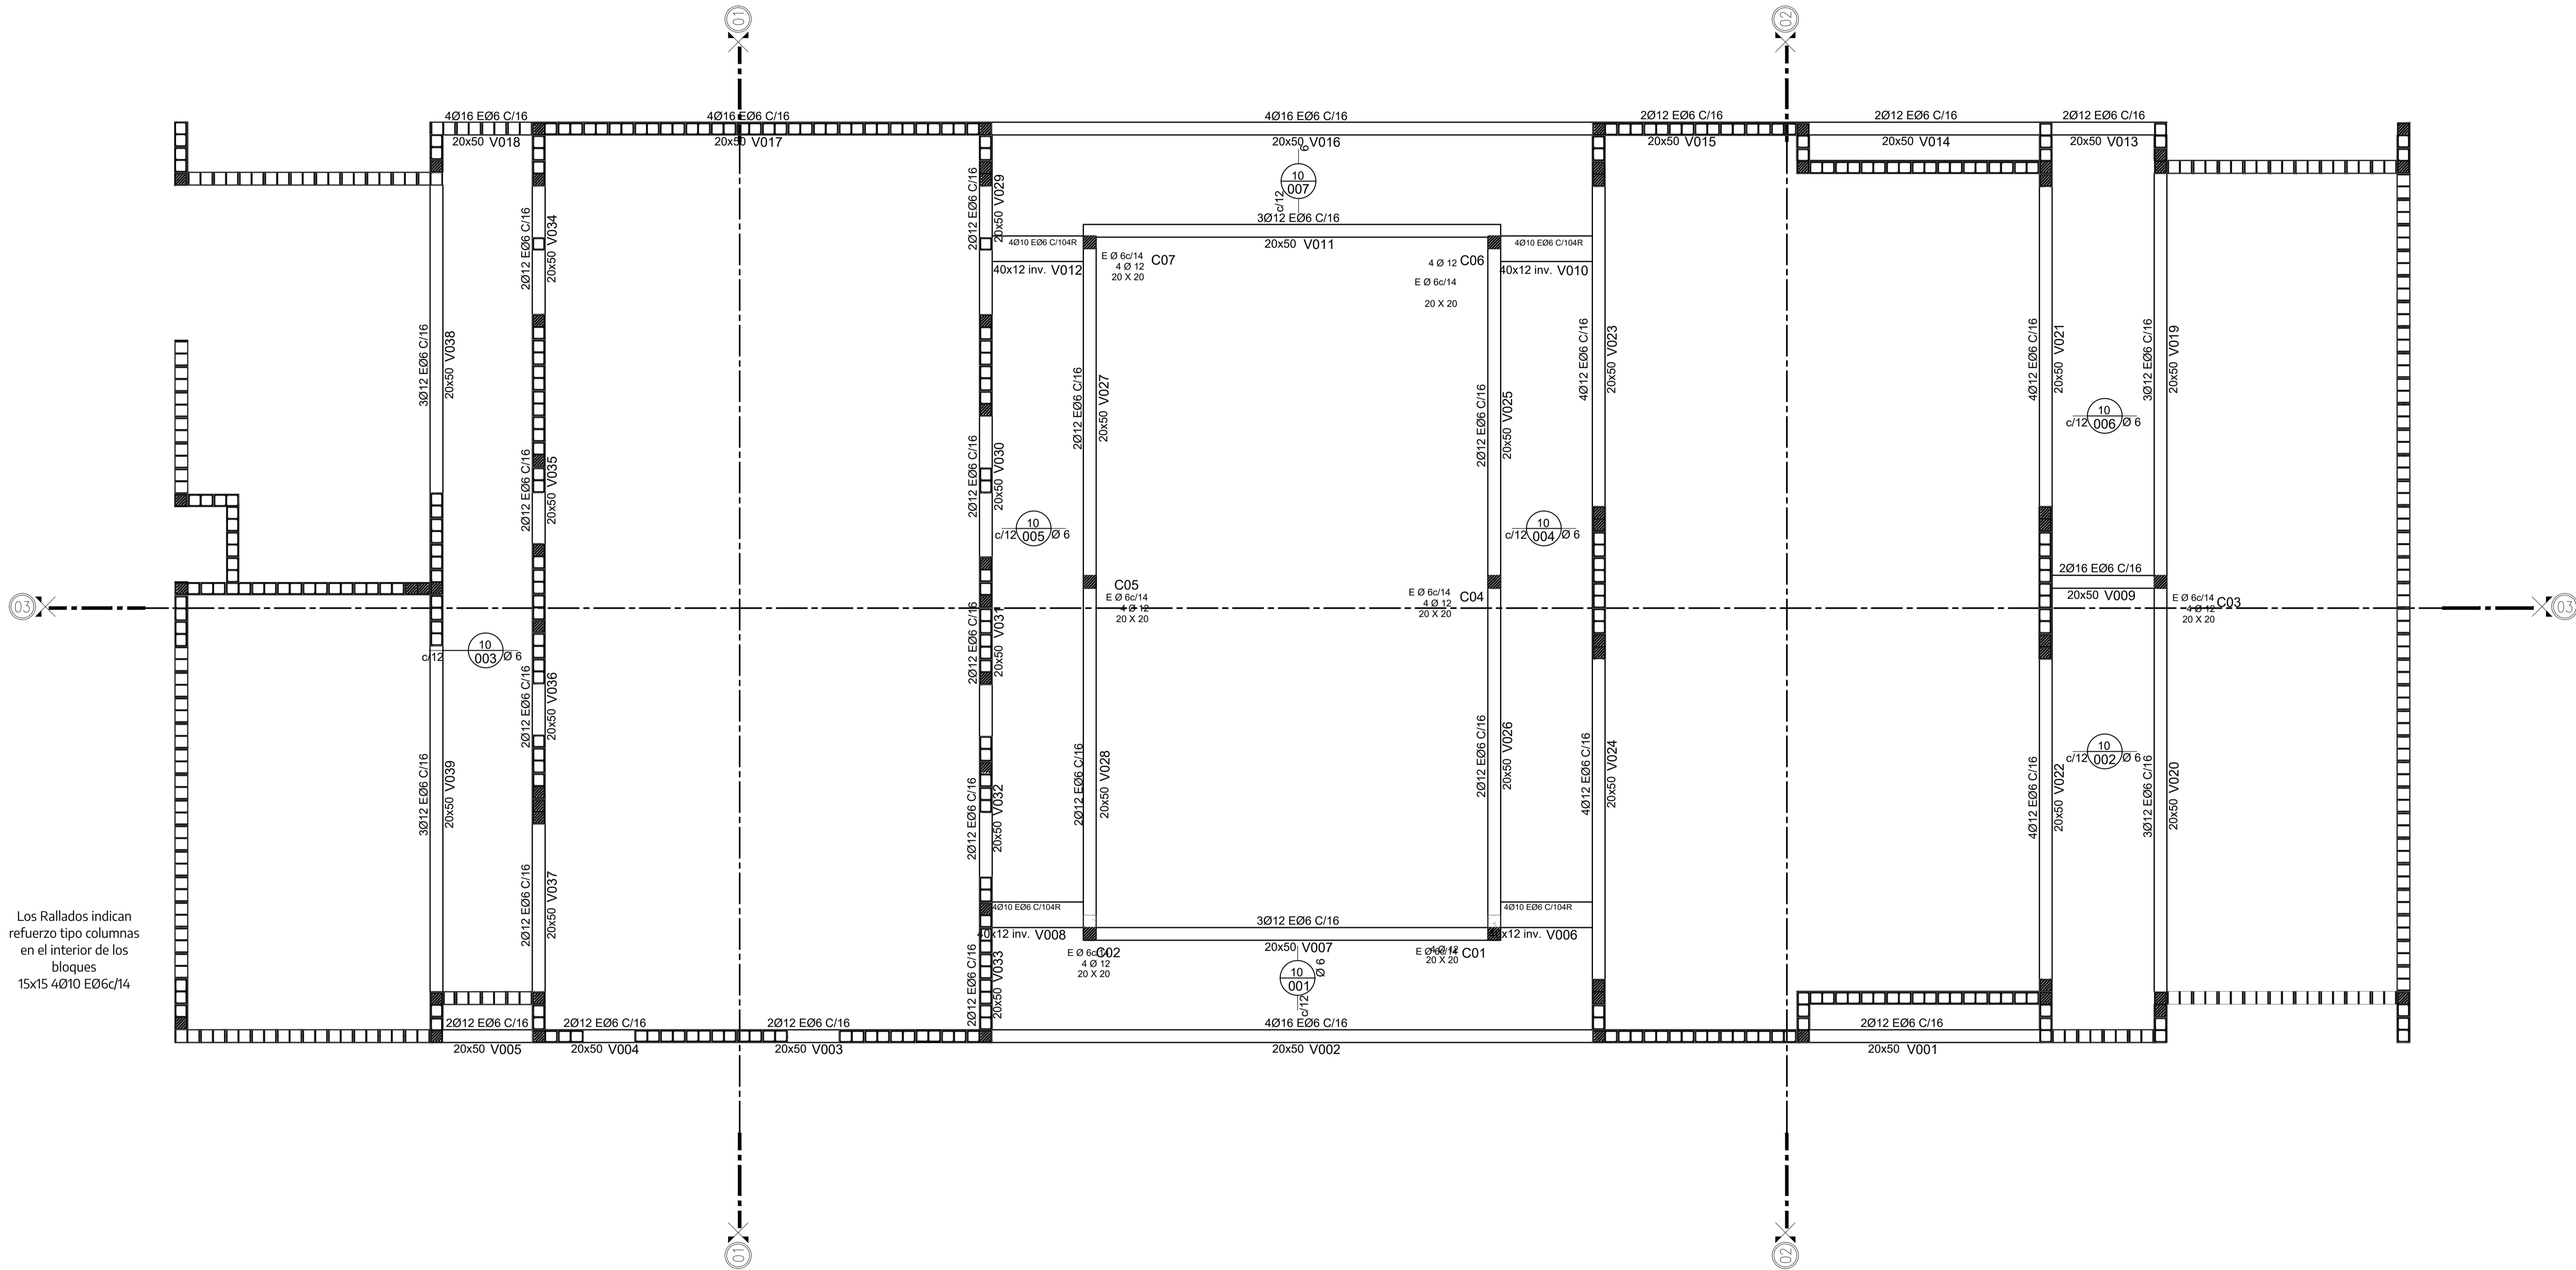 01
02
4Ø16 EØ6 C/16
20x50 V018
4Ø16 EØ6 C/16
20x50 V017
4Ø16 EØ6 C/16
20x50 V016
2Ø12 EØ6 C/16
20x50 V015
2Ø12 EØ6 C/16
20x50 V014
2Ø12 EØ6 C/16
20x50 V013
10
007
c/12
6
3Ø12 EØ6 C/16
20x50 V011
2Ø12 EØ6 C/16
20x50 V034
2Ø12 EØ6 C/16
20x50 V029
4Ø10 EØ6 C/104R
40x12 inv. V012
4Ø10 EØ6 C/104R
40x12 inv. V010
E Ø 6c/14
4 Ø 12
20 X 20
C07
4 Ø 12 C06
E Ø 6c/14
20 X 20
3Ø12 EØ6 C/16
20x50 V038
2Ø12 EØ6 C/16
20x50 V027
2Ø12 EØ6 C/16
20x50 V025
4Ø12 EØ6 C/16
20x50 V023
4Ø12 EØ6 C/16
20x50 V021
3Ø12 EØ6 C/16
20x50 V019
10
006
c/12 Ø 6
2Ø12 EØ6 C/16
20x50 V035
2Ø12 EØ6 C/16
20x50 V030
10
005
c/12 Ø 6
10
004
c/12 Ø 6
2Ø16 EØ6 C/16
20x50 V009
C05
E Ø 6c/14
4 Ø 12
20 X 20
E Ø 6c/14
4 Ø 12
20 X 20
C04
E Ø 6c/14
4 Ø 12
20 X 20
C03
03
03
2Ø12 EØ6 C/16
20x50 V031
10
003
c/12 Ø 6
2Ø12 EØ6 C/16
20x50 V036
3Ø12 EØ6 C/16
20x50 V039
2Ø12 EØ6 C/16
20x50 V032
2Ø12 EØ6 C/16
20x50 V028
2Ø12 EØ6 C/16
20x50 V026
4Ø12 EØ6 C/16
20x50 V024
4Ø12 EØ6 C/16
20x50 V022
10
002
c/12 Ø 6
3Ø12 EØ6 C/16
20x50 V020
2Ø12 EØ6 C/16
20x50 V037
Los Rallados indican
refuerzo tipo columnas
en el interior de los
bloques
15x15 4Ø10 EØ6c/14
4Ø10 EØ6 C/104R
40x12 inv. V008
4Ø10 EØ6 C/104R
x12 inv. V006
3Ø12 EØ6 C/16
20x50 V007
E Ø 6c/14
4 Ø 12
20 X 20
C02
E Ø 6c/14
4 Ø 12
20 X 20
C01
2Ø12 EØ6 C/16
20x50 V033
10
001
c/12
Ø 6
2Ø12 EØ6 C/16
20x50 V005
2Ø12 EØ6 C/16
20x50 V004
2Ø12 EØ6 C/16
20x50 V003
4Ø16 EØ6 C/16
20x50 V002
2Ø12 EØ6 C/16
20x50 V001
01
02